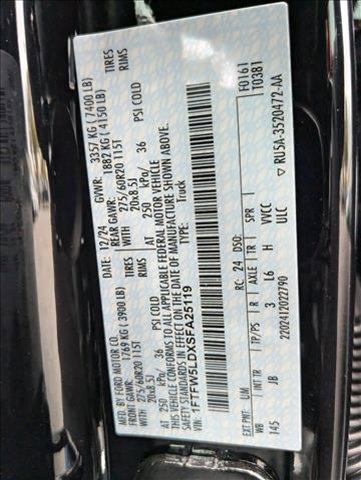 MFD. BY FORD MOTOR CO.
DATE: 12/24 GVWR: 3357 KG ( 7400 LB)
FRONT GAWR: 1769 KG (3900 LB) REAR GAWR: 1882 KG ( 4150 LB)
WITH 275/60R20 115T TIRES WITH 275/60R20 115T TIRES
20x8.5J RIMS 20x8.5J RIMS
AT 250 kPa/ 36 PSI COLD AT 250 kPa/ 36 PSI COLD
THIS VEHICLE CONFORMS TO ALL APPLICABLE FEDERAL MOTOR VEHICLE
SAFETY STANDARDS IN EFFECT ON THE DATE OF MANUFACTURE SHOWN ABOVE.
VIN: 1FTFW5LDXSFA25119 TYPE: Truck
F0161
T0381
EXT PNT: UM RC: 24 DSO:
WB INT TR TP/PS R AXLE TR SPR
145 JB 3 L6 H VVCC
ULC
2202412022790
RU5A-3520472-AA